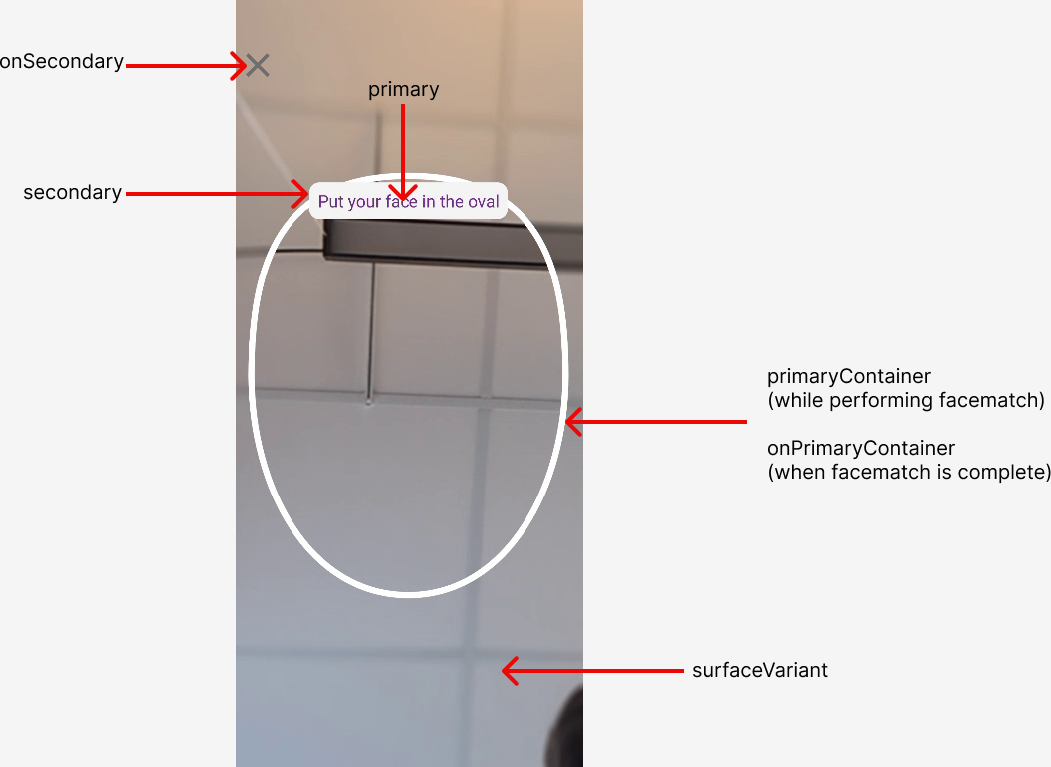 onSecondary
primary
secondary
Put your face in the oval
primaryContainer
(while performing facematch)
onPrimaryContainer
(when facematch is complete)
surfaceVariant